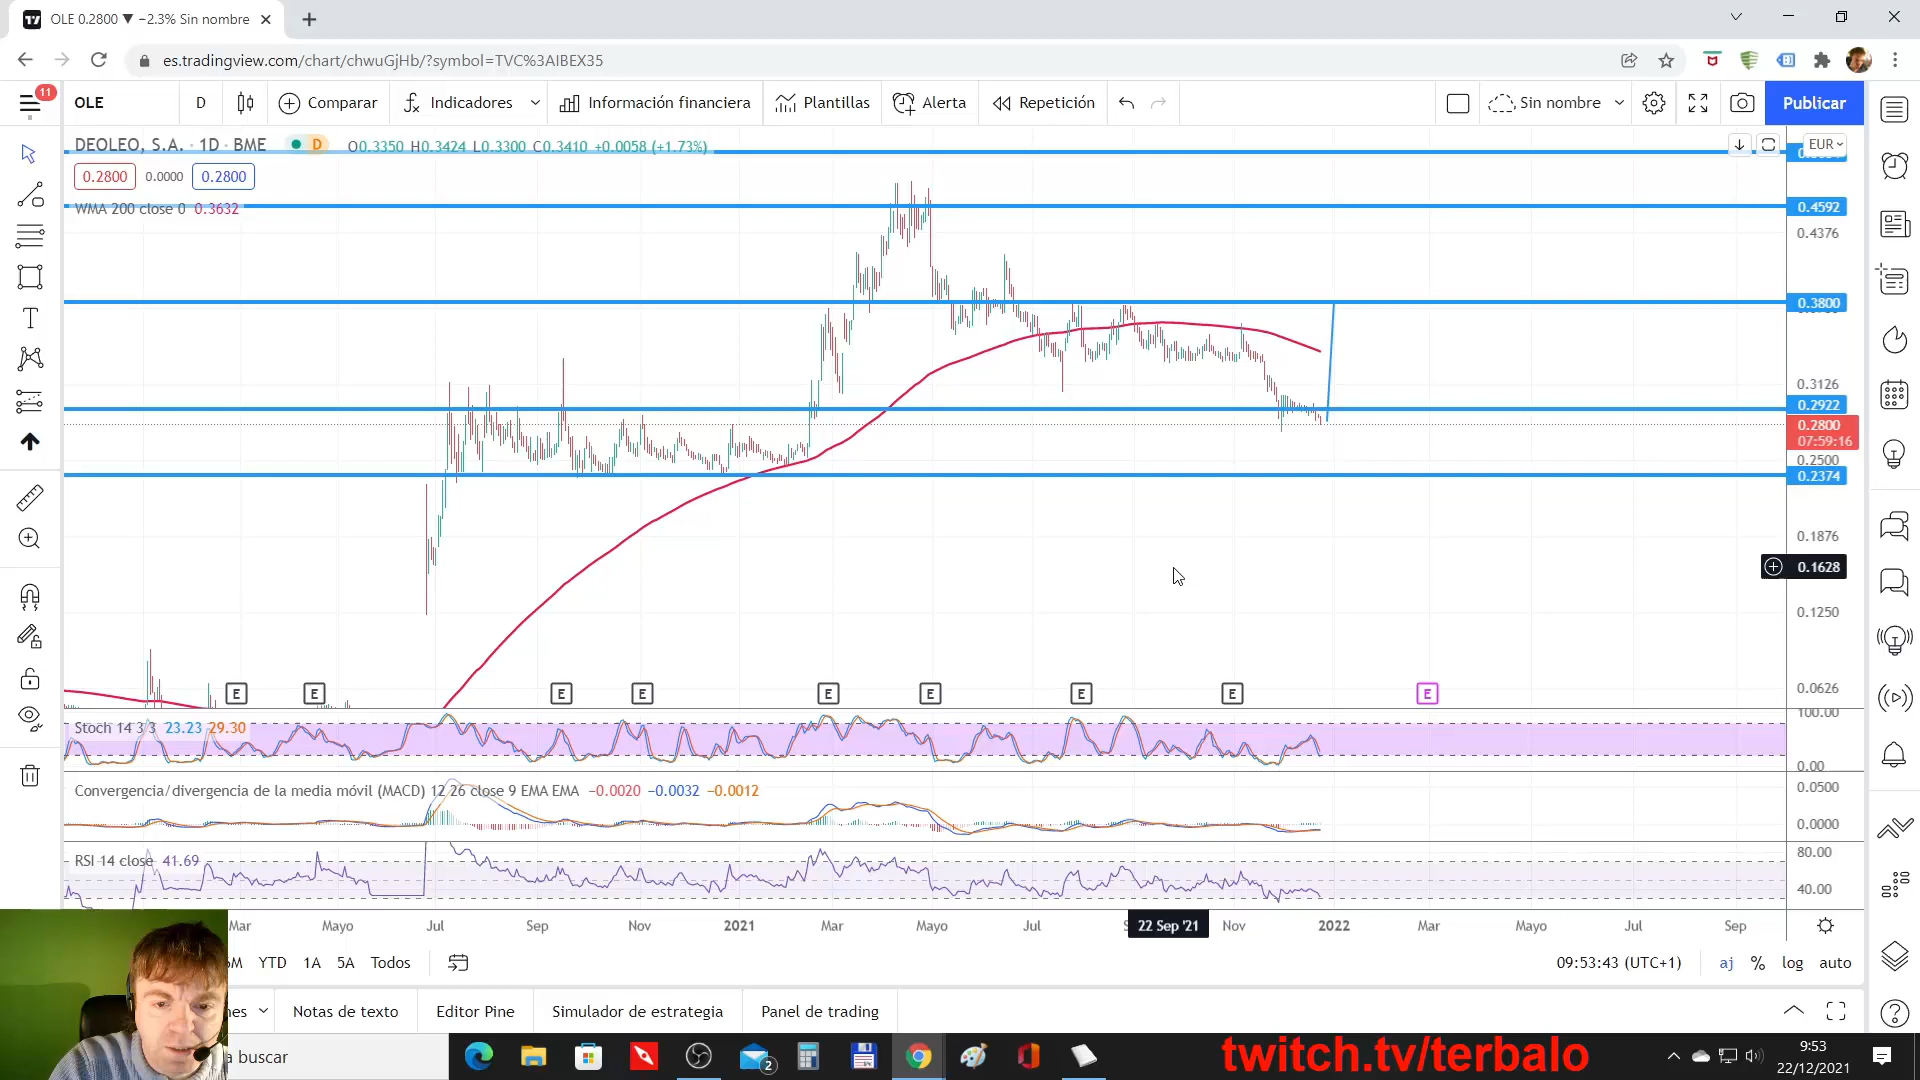 OLE 0.2800 ▼ −2.3% Sin nombre
es.tradingview.com/chart/chwuGjHb/?symbol=TVC%3AIBEX35
11
OLE
D
Comparar
Indicadores
Información financiera
Plantillas
Alerta
Repetición
Sin nombre
Publicar
DEOLEO, S.A. · 1D · BME
D
O0.3350 H0.3424 L0.3300 C0.3410 +0.0058 (+1.73%)
EUR
0.2800
0.0000
0.2800
WMA 200 close 0 0.3632
0.4592
0.4376
0.3800
0.3126
0.2922
0.2800
07:59:16
0.2500
0.2374
0.1876
0.1628
0.1250
0.0626
E
E
E
E
E
E
E
E
E
100.00
Stoch 14 3 3 23.23 29.30
0.00
Convergencia/divergencia de la media móvil (MACD) 12 26 close 9 EMA EMA −0.0020 −0.0032 −0.0012
0.0500
0.0000
RSI 14 close 41.69
80.00
40.00
Mar
Mayo
Jul
Sep
Nov
2021
Mar
Mayo
Jul
22 Sep '21
Nov
2022
Mar
Mayo
Jul
Sep
YTD
1A
5A
Todos
09:53:43 (UTC+1)
aj
%
log
auto
Notas de texto
Editor Pine
Simulador de estrategia
Panel de trading
a buscar
2
twitch.tv/terbalo
9:53
22/12/2021